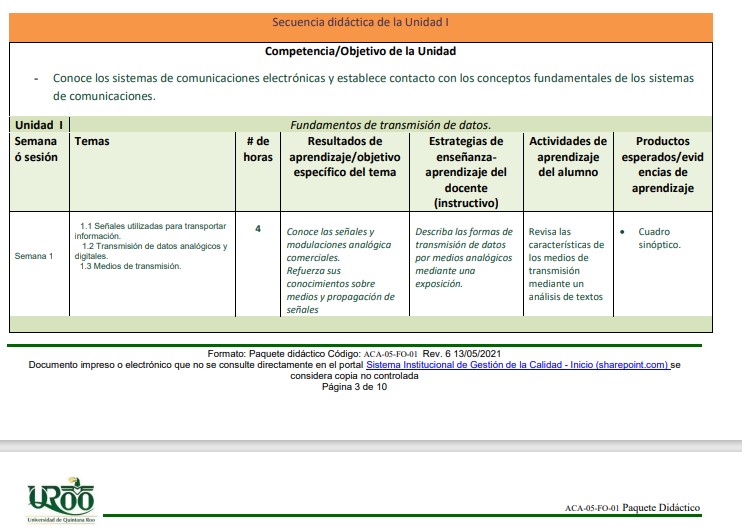 Secuencia didáctica de la Unidad I
Competencia/Objetivo de la Unidad
- Conoce los sistemas de comunicaciones electrónicas y establece contacto con los conceptos fundamentales de los sistemas
de comunicaciones.
Unidad I
Fundamentos de transmisión de datos.
Semana
ó sesión
Temas
# de
horas
Resultados de
aprendizaje/objetivo
específico del tema
Estrategias de
enseñanza-
aprendizaje del
docente
(instructivo)
Actividades de
aprendizaje
del alumno
Productos
esperados/evid
encias de
aprendizaje
Semana 1
1.1 Señales utilizadas para transportar
información.
1.2 Transmisión de datos analógicos y
digitales.
1.3 Medios de transmisión.
4
Conoce las señales y
modulaciones analógica
comerciales.
Refuerza sus
conocimientos sobre
medios y propagación de
señales
Describa las formas de
transmisión de datos
por medios analógicos
mediante una
exposición.
Revisa las
características de
los medios de
transmisión
mediante un
análisis de textos
• Cuadro
sinóptico.
Formato: Paquete didáctico Código: ACA-05-FO-01 Rev. 6 13/05/2021
Documento impreso o electrónico que no se consulte directamente en el portal Sistema Institucional de Gestión de la Calidad - Inicio (sharepoint.com) se
considera copia no controlada
Página 3 de 10
UQROO
Universidad de Quintana Roo
ACA-05-FO-01 Paquete Didáctico